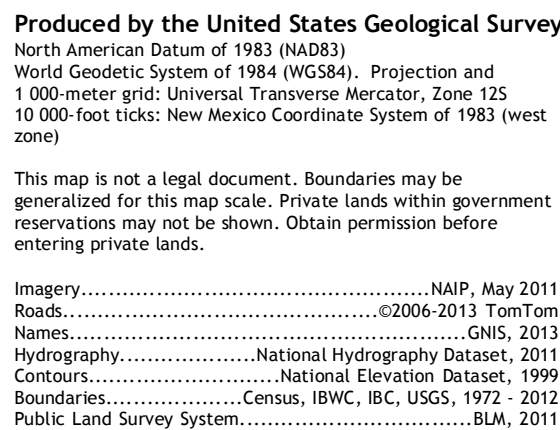 Produced by the United States Geological Survey
North American Datum of 1983 (NAD83)
World Geodetic System of 1984 (WGS84). Projection and
1 000-meter grid: Universal Transverse Mercator, Zone 12S
10 000-foot ticks: New Mexico Coordinate System of 1983 (west
zone)
This map is not a legal document. Boundaries may be
generalized for this map scale. Private lands within government
reservations may not be shown. Obtain permission before
entering private lands.
Imagery..........................................NAIP, May 2011
Roads.........................................©2006-2013 TomTom
Names....................................................GNIS, 2013
Hydrography....................National Hydrography Dataset, 2011
Contours............................National Elevation Dataset, 1999
Boundaries..................Census, IBWC, IBC, USGS, 1972 - 2012
Public Land Survey System..................................BLM, 2011